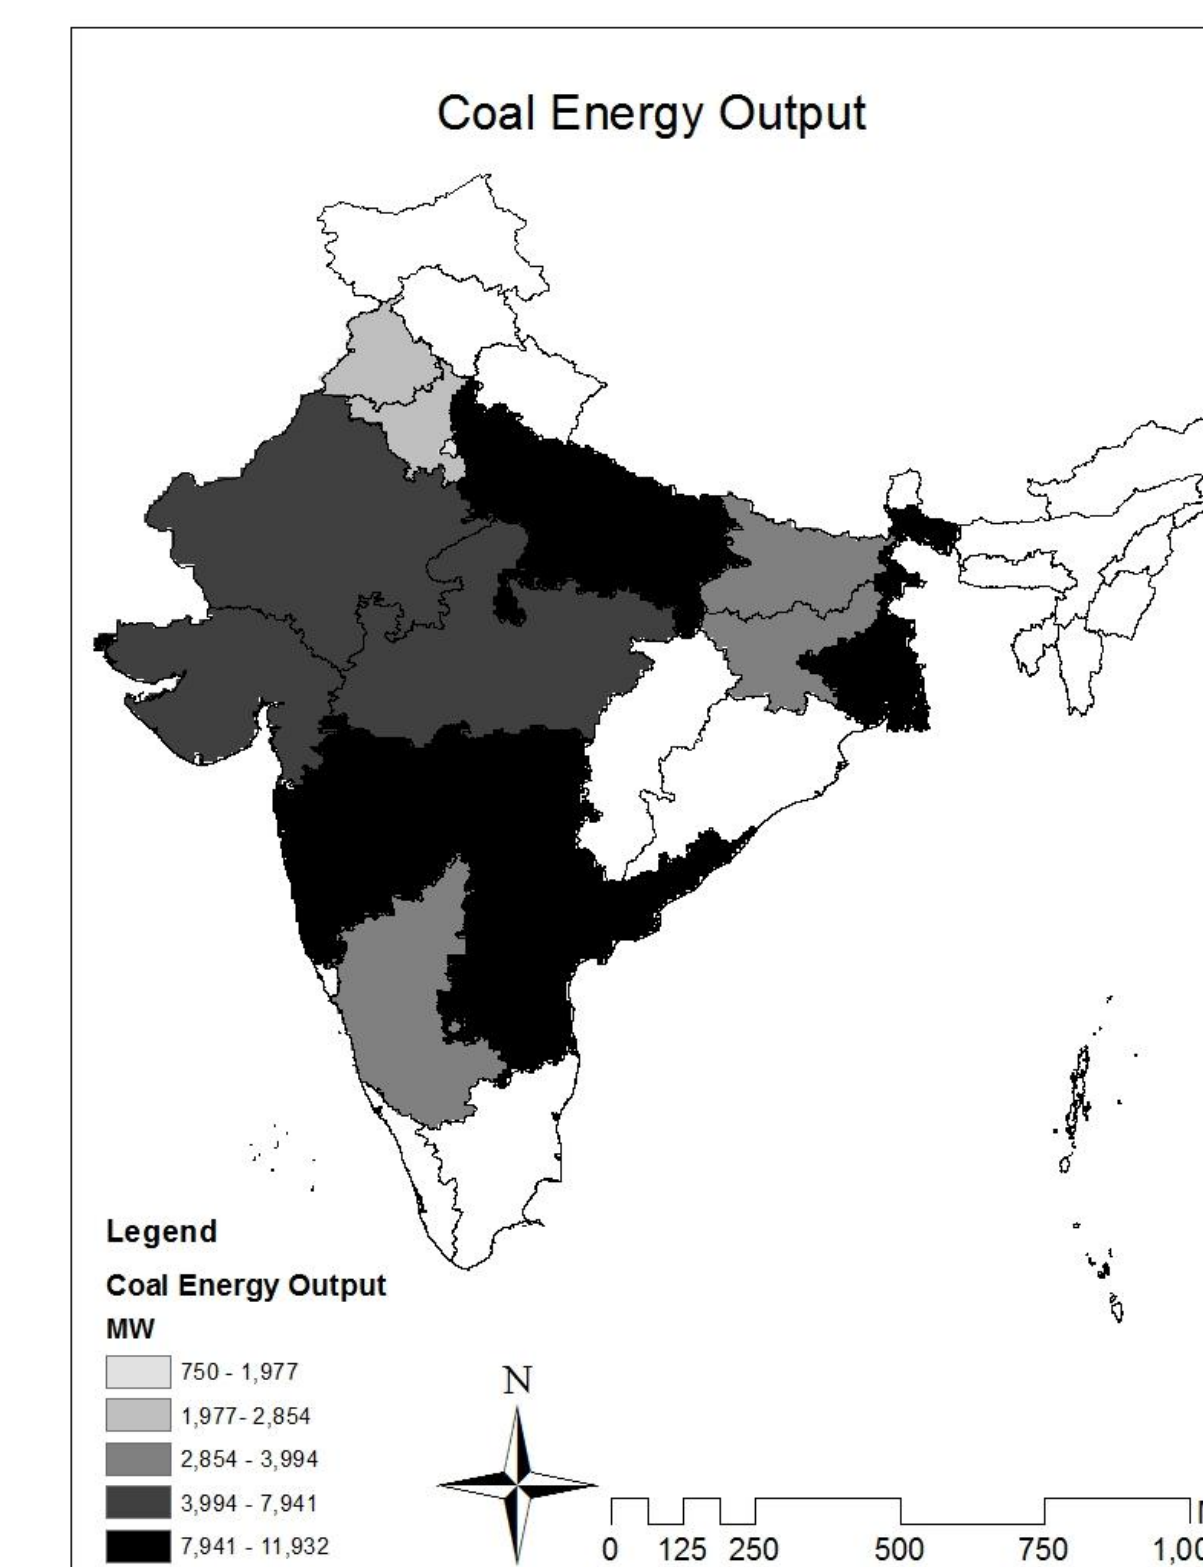 Coal Energy Output
Legend
Coal Energy Output
MW
750 - 1,977
1,977- 2,854
2,854 - 3,994
3,994 - 7,941
7,941 - 11,932
N
0 125 250 500 750